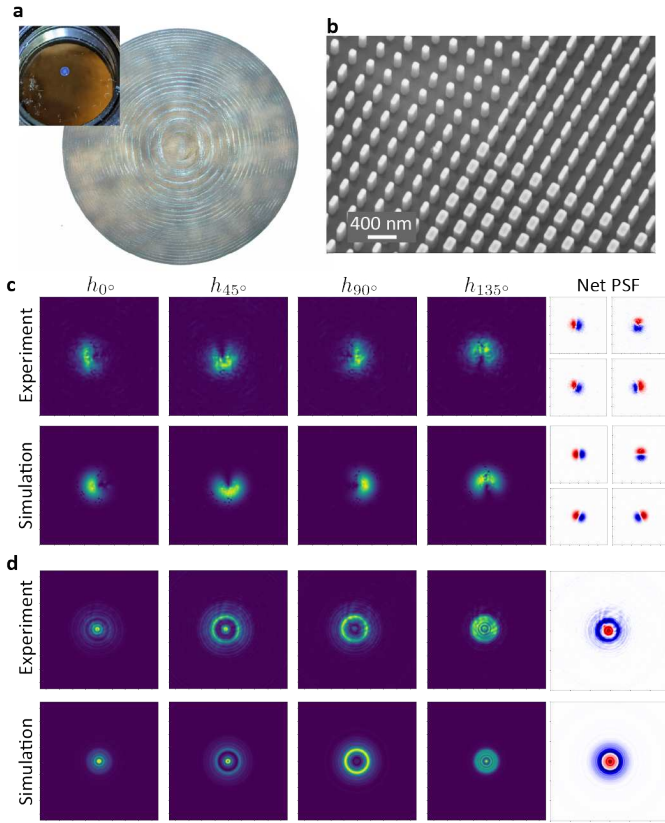 a
b
400 nm
c
h0° h45° h90° h135° Net PSF
Experiment
Simulation
d
Experiment
Simulation